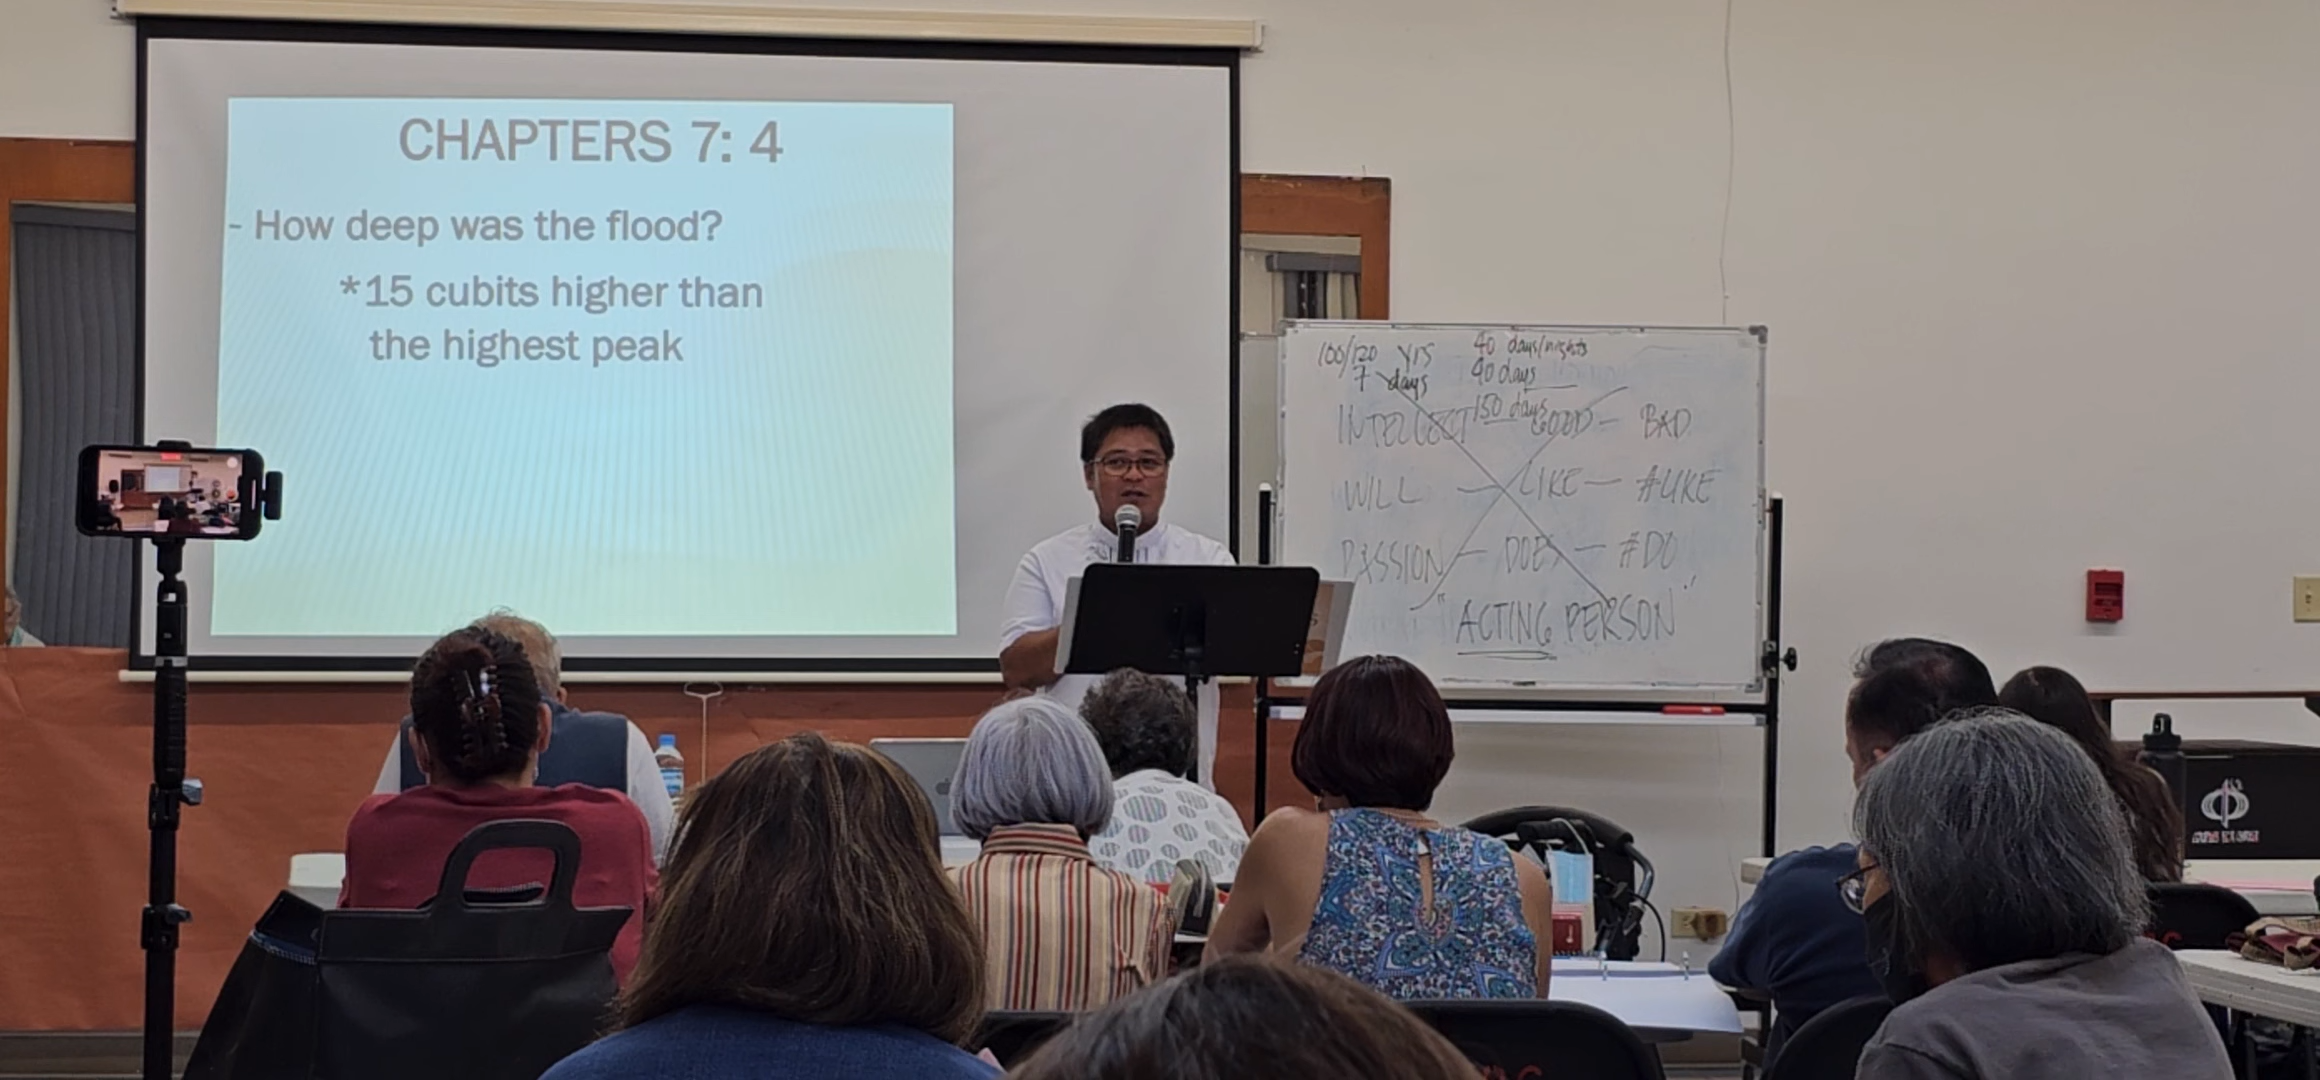 CHAPTERS 7: 4
- How deep was the flood?
*15 cubits higher than
the highest peak
100/120 yrs 40 days/nights
7 days 40 days
150 days
INTELLECT GOOD — BAD
WILL — LIKE — #LIKE
PASSION — DOES — #DO
"ACTING PERSON"